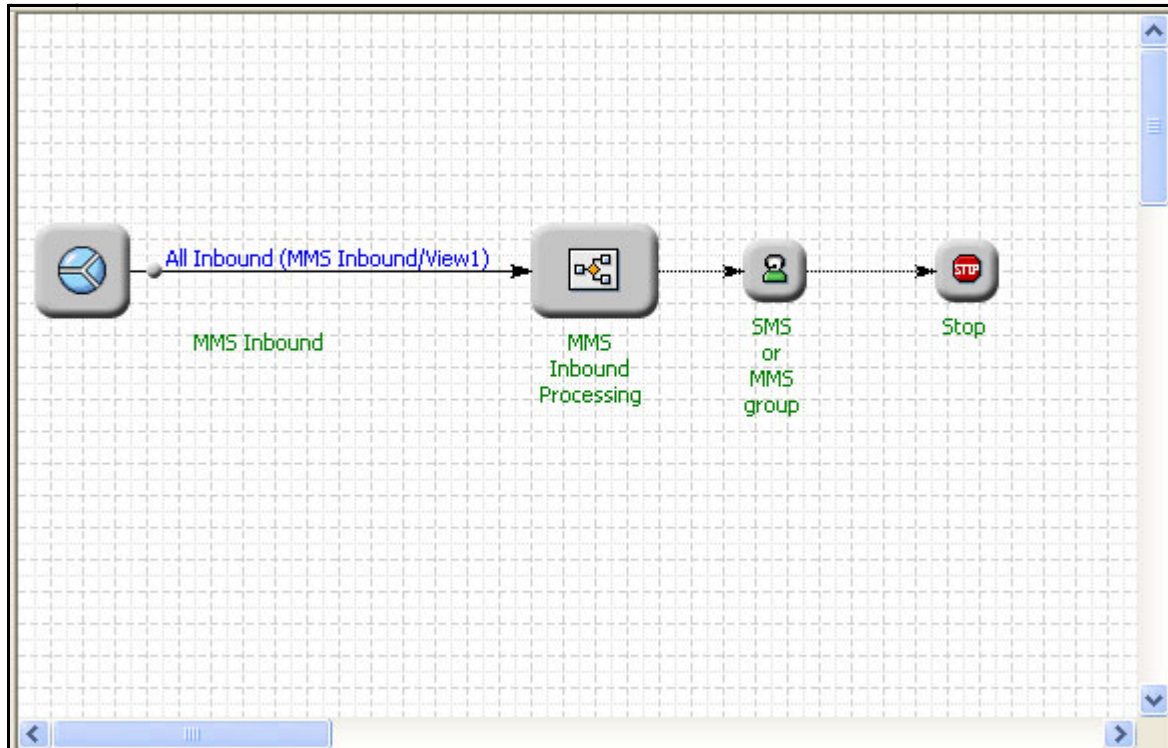 All Inbound (MMS Inbound/View1)
MMS Inbound
MMS
Inbound
Processing
SMS
or
MMS
group
STOP
Stop